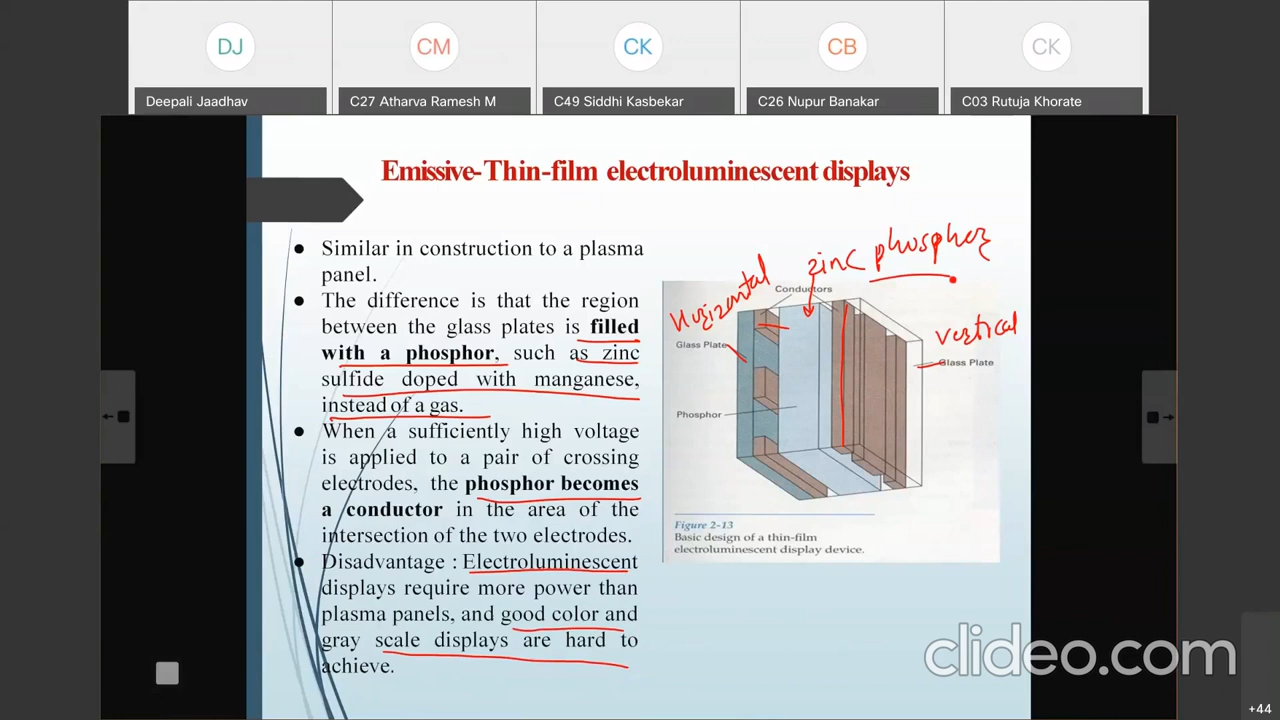 DJ
CM
CK
CB
CK
Deepali Jaadhav
C27 Atharva Ramesh M
C49 Siddhi Kasbekar
C26 Nupur Banakar
C03 Rutuja Khorate
Emissive-Thin-film electroluminescent displays
● Similar in construction to a plasma
panel.
● The difference is that the region
between the glass plates is filled
with a phosphor, such as zinc
sulfide doped with manganese,
instead of a gas.
● When a sufficiently high voltage
is applied to a pair of crossing
electrodes, the phosphor becomes
a conductor in the area of the
intersection of the two electrodes.
● Disadvantage : Electroluminescent
displays require more power than
plasma panels, and good color and
gray scale displays are hard to
achieve.
zinc phosphor
Horizontal
Conductors
vertical
Glass Plate
Glass Plate
Phosphor
Figure 2-13
Basic design of a thin-film
electroluminescent display device.
clideo.com
+44